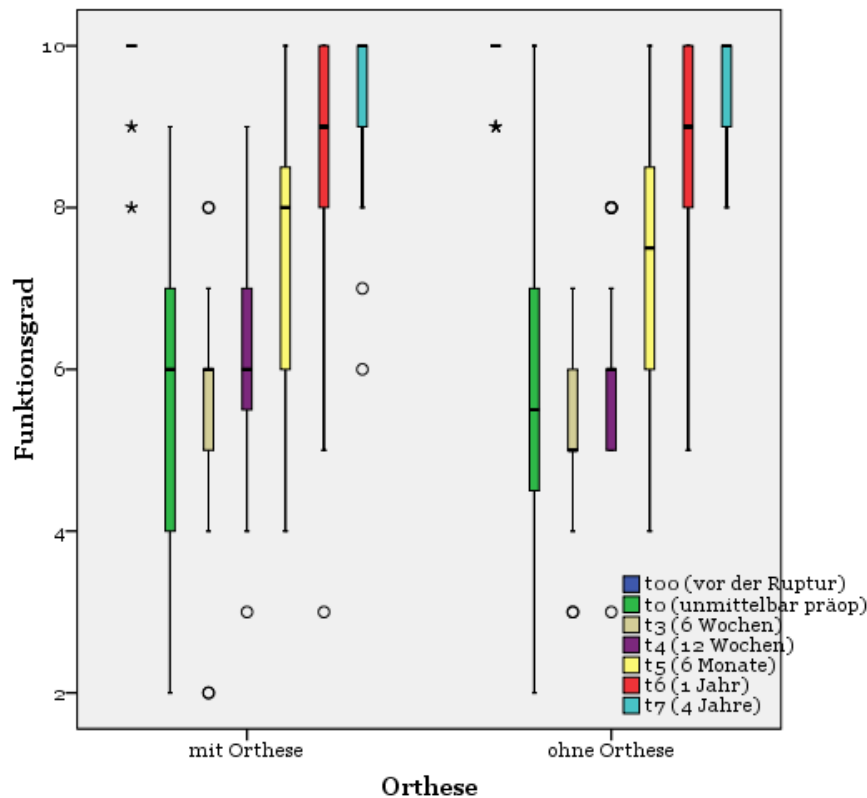 10
8
6
4
2
Funktionsgrad
t00 (vor der Ruptur)
t0 (unmittelbar präop)
t3 (6 Wochen)
t4 (12 Wochen)
t5 (6 Monate)
t6 (1 Jahr)
t7 (4 Jahre)
mit Orthese
ohne Orthese
Orthese